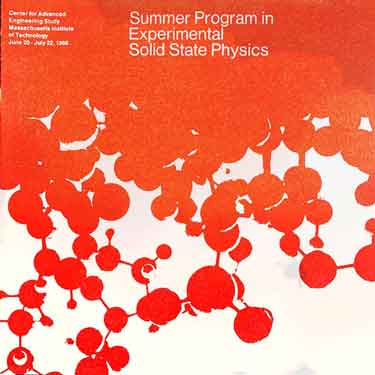 Center for Advanced
Engineering Study
Massachusetts Institute
of Technology
June 20 - July 22, 1966
Summer Program in
Experimental
Solid State Physics